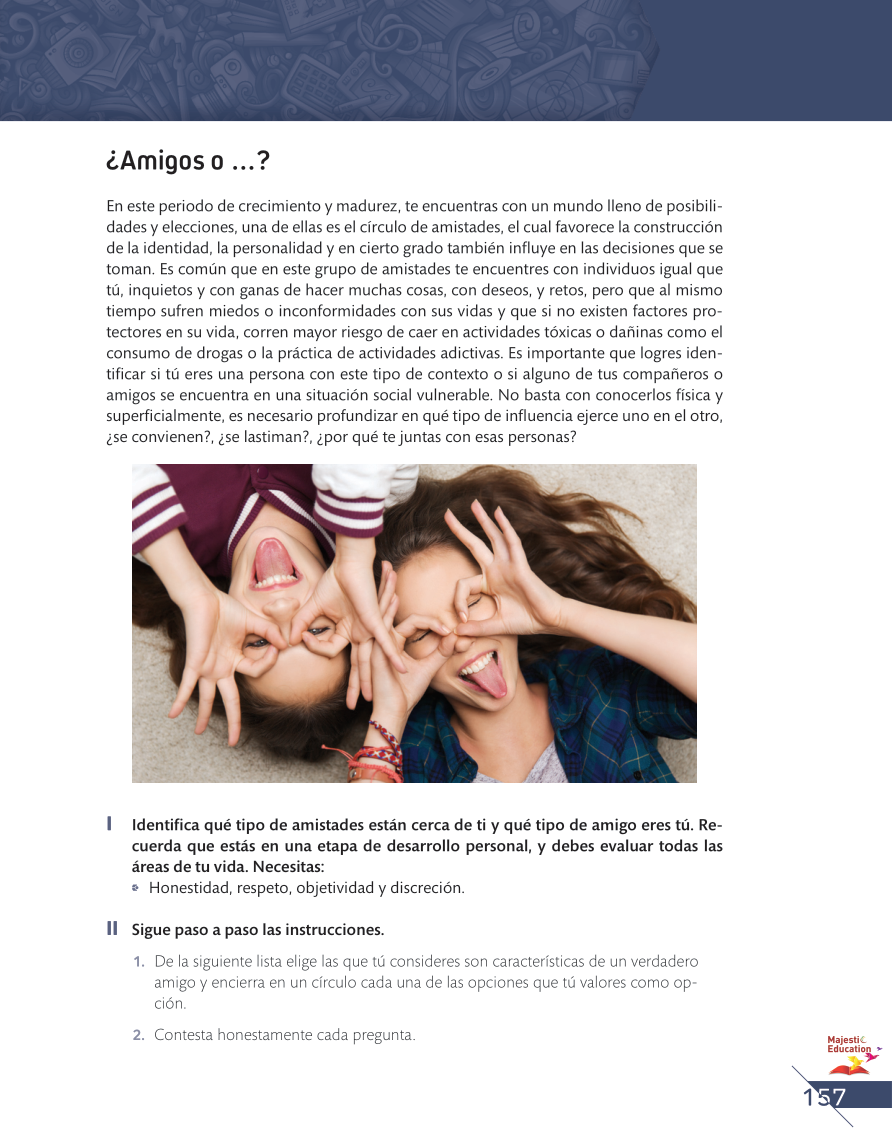 ¿Amigos o ...?
En este periodo de crecimiento y madurez, te encuentras con un mundo lleno de posibili-
dades y elecciones, una de ellas es el círculo de amistades, el cual favorece la construcción
de la identidad, la personalidad y en cierto grado también influye en las decisiones que se
toman. Es común que en este grupo de amistades te encuentres con individuos igual que
tú, inquietos y con ganas de hacer muchas cosas, con deseos, y retos, pero que al mismo
tiempo sufren miedos o inconformidades con sus vidas y que si no existen factores pro-
tectores en su vida, corren mayor riesgo de caer en actividades tóxicas o dañinas como el
consumo de drogas o la práctica de actividades adictivas. Es importante que logres iden-
tificar si tú eres una persona con este tipo de contexto o si alguno de tus compañeros o
amigos se encuentra en una situación social vulnerable. No basta con conocerlos física y
superficialmente, es necesario profundizar en qué tipo de influencia ejerce uno en el otro,
¿se convienen?, ¿se lastiman?, ¿por qué te juntas con esas personas?
I Identifica qué tipo de amistades están cerca de ti y qué tipo de amigo eres tú. Re-
cuerda que estás en una etapa de desarrollo personal, y debes evaluar todas las
áreas de tu vida. Necesitas:
Honestidad, respeto, objetividad y discreción.
II Sigue paso a paso las instrucciones.
1. De la siguiente lista elige las que tú consideres son características de un verdadero
amigo y encierra en un círculo cada una de las opciones que tú valores como op-
ción.
2. Contesta honestamente cada pregunta.
Majestic
Education
157